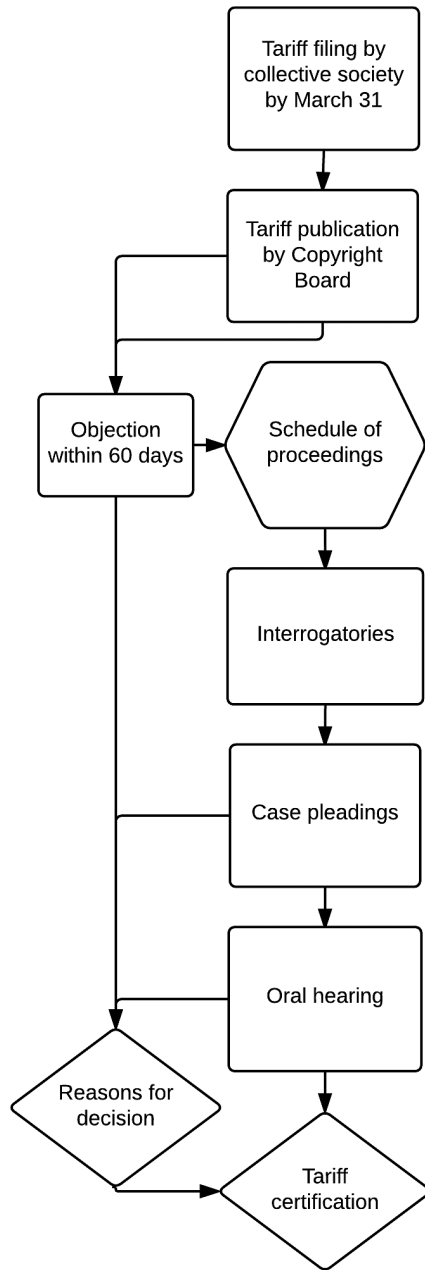 Tariff filing by
collective society
by March 31
Tariff publication
by Copyright
Board
Objection
within 60 days
Schedule of
proceedings
Interrogatories
Case pleadings
Oral hearing
Reasons for
decision
Tariff
certification